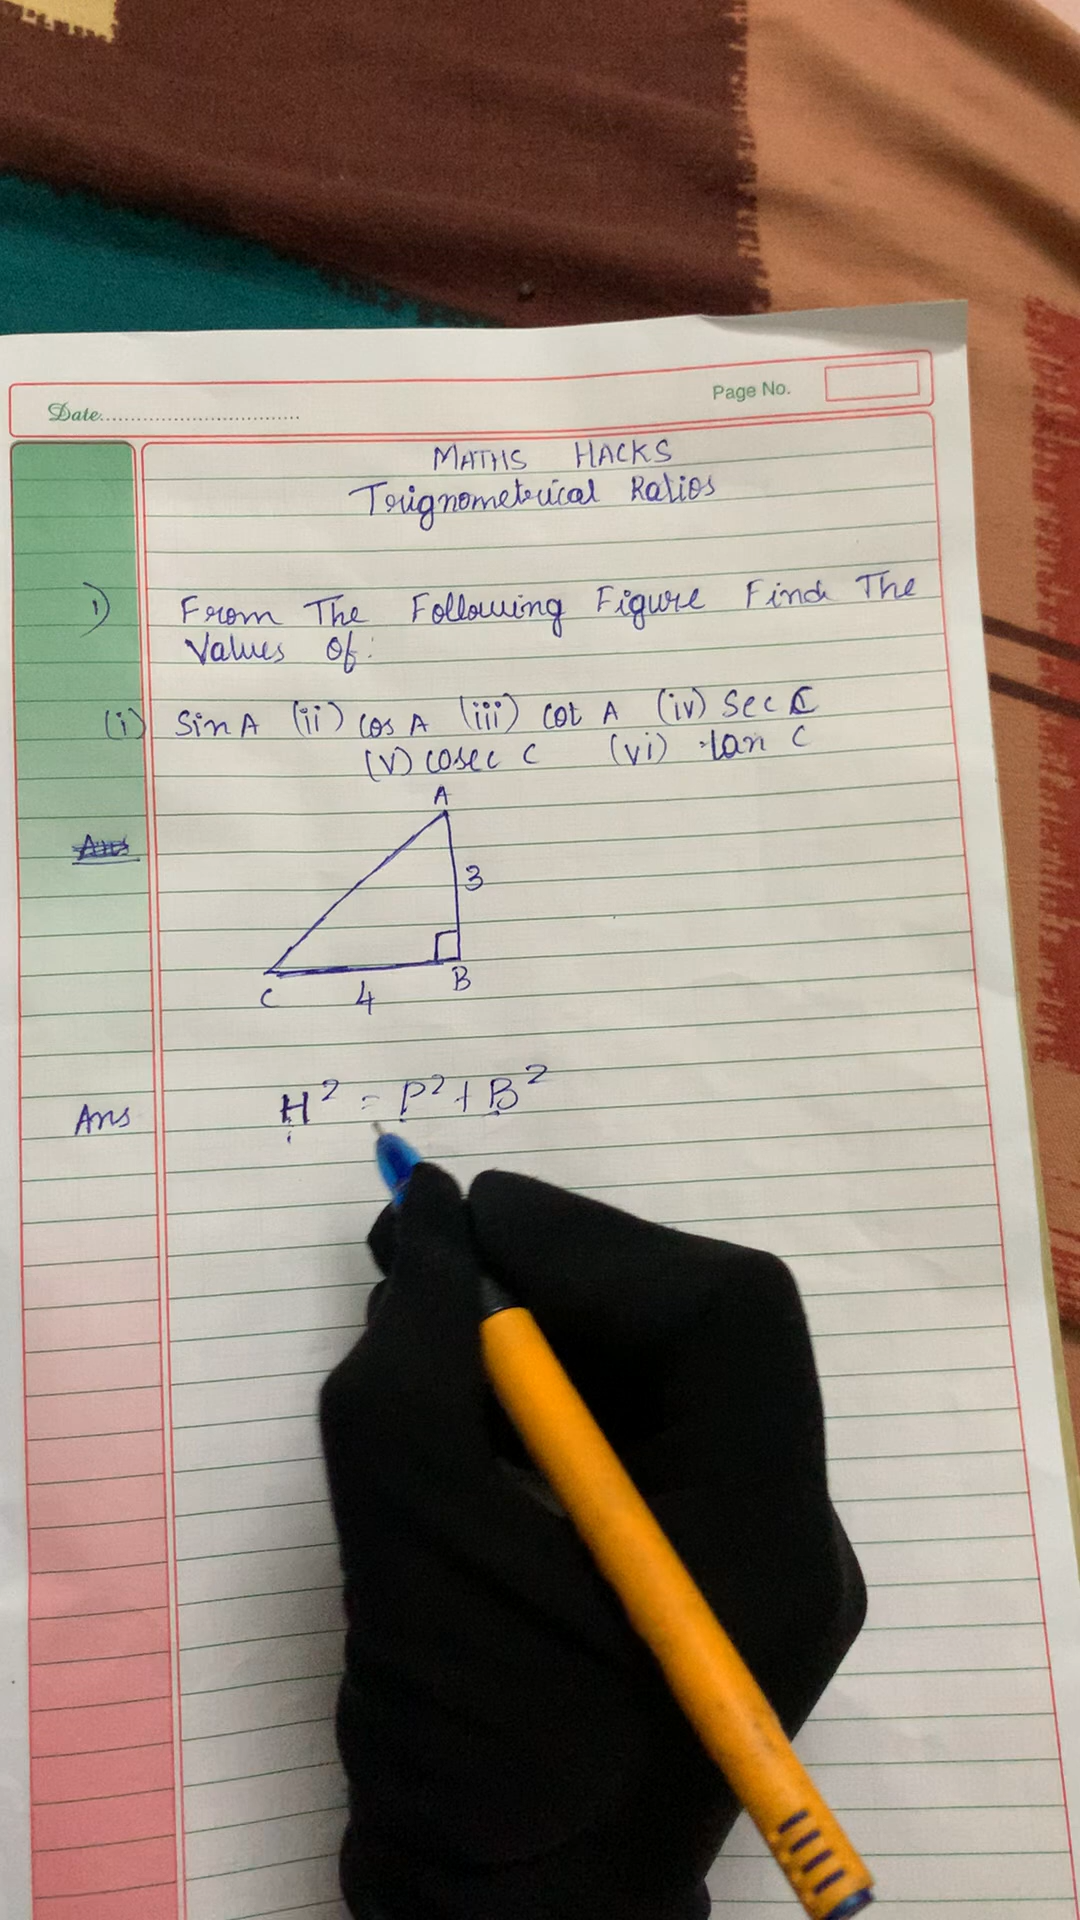 Date..................................
Page No.
MATHS HACKS
Trignometrical Ratios
1) From The Following Figure Find The
Values Of:
(i) Sin A (ii) cos A (iii) cot A (iv) Sec C
(v) cosec C (vi) tan C
A
3
B
C
4
Ans H² = P² + B²